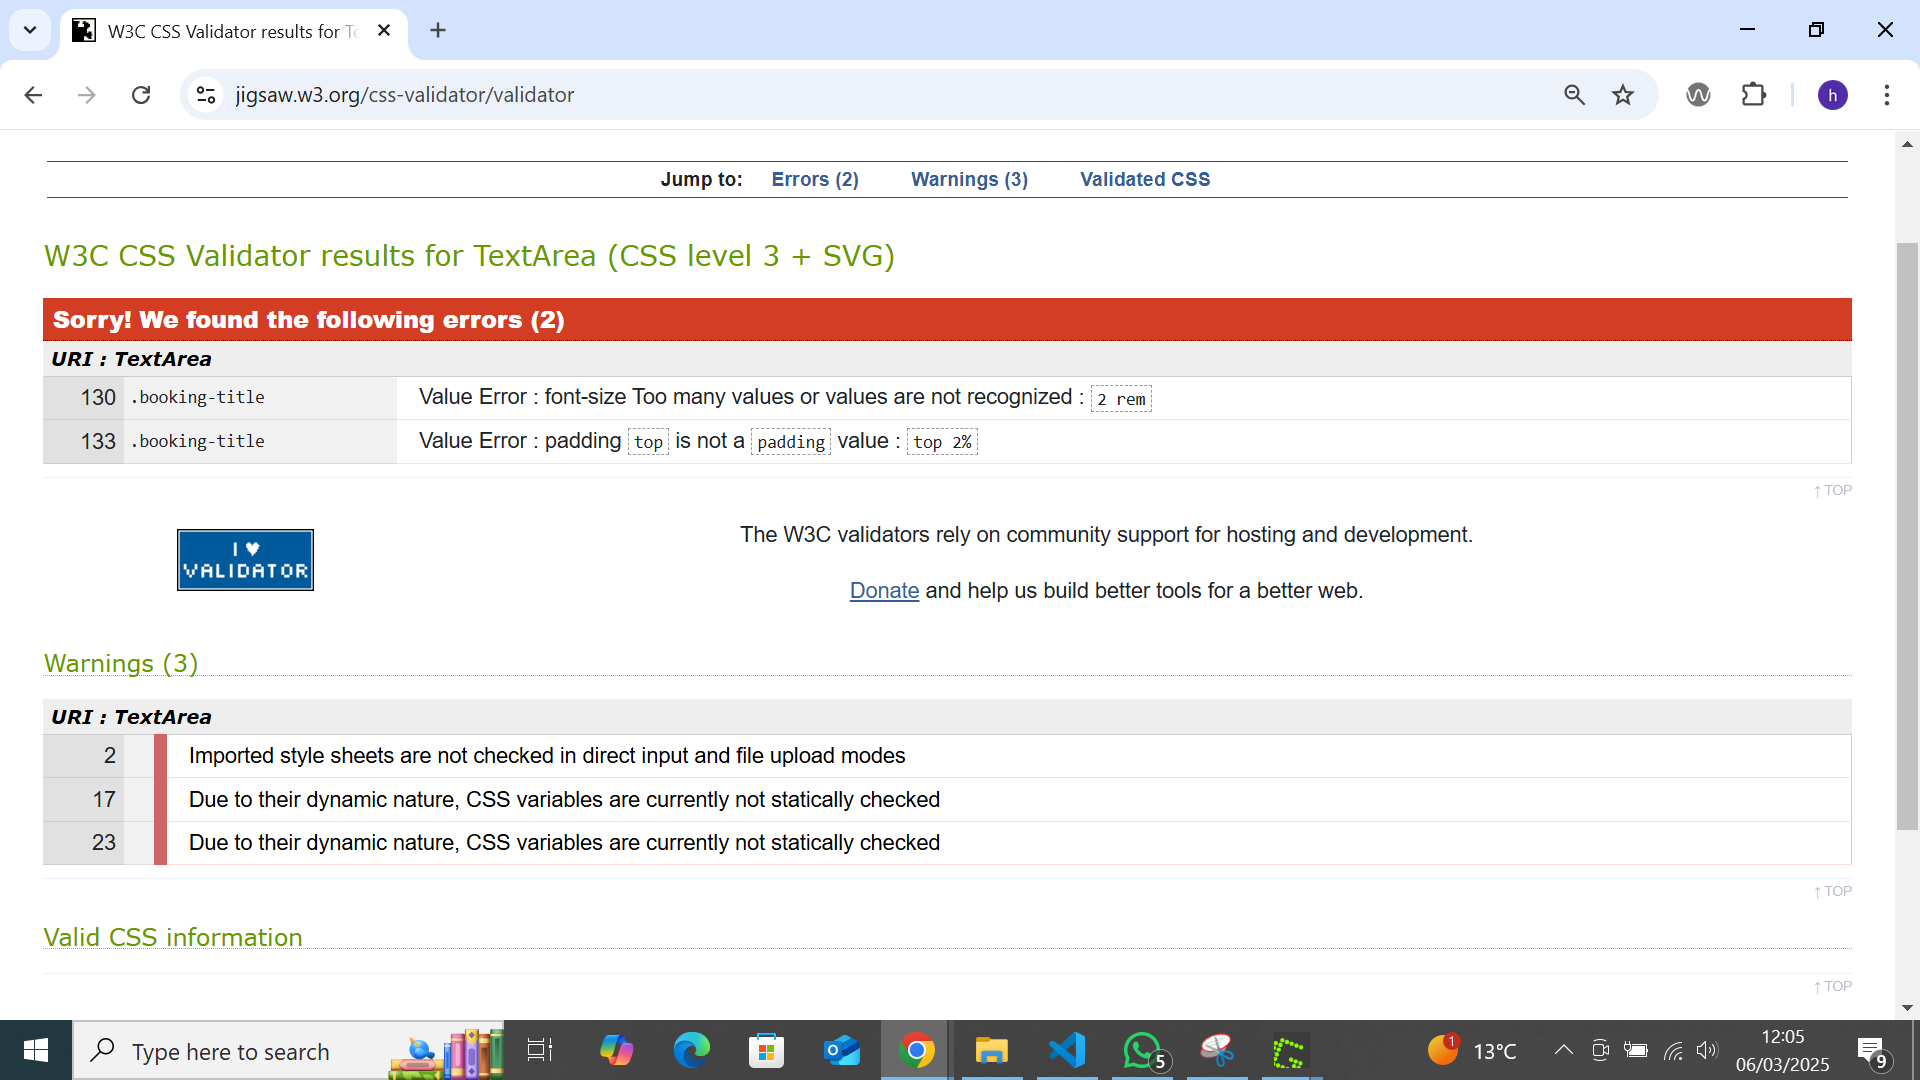 W3C CSS Validator results for Te
jigsaw.w3.org/css-validator/validator
h
Jump to: Errors (2) Warnings (3) Validated CSS
W3C CSS Validator results for TextArea (CSS level 3 + SVG)
Sorry! We found the following errors (2)
URI : TextArea
130 .booking-title Value Error : font-size Too many values or values are not recognized : 2 rem
133 .booking-title Value Error : padding top is not a padding value : top 2%
↑ TOP
I ♥
VALIDATOR
The W3C validators rely on community support for hosting and development.
Donate and help us build better tools for a better web.
Warnings (3)
URI : TextArea
2 Imported style sheets are not checked in direct input and file upload modes
17 Due to their dynamic nature, CSS variables are currently not statically checked
23 Due to their dynamic nature, CSS variables are currently not statically checked
↑ TOP
Valid CSS information
↑ TOP
Type here to search
5
1
13°C
12:05
06/03/2025
9